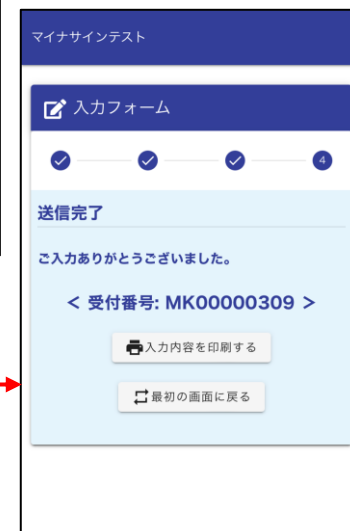 マイナサインテスト
入力フォーム
4
送信完了
ご入力ありがとうございました。
< 受付番号: MK00000309 >
入力内容を印刷する
最初の画面に戻る